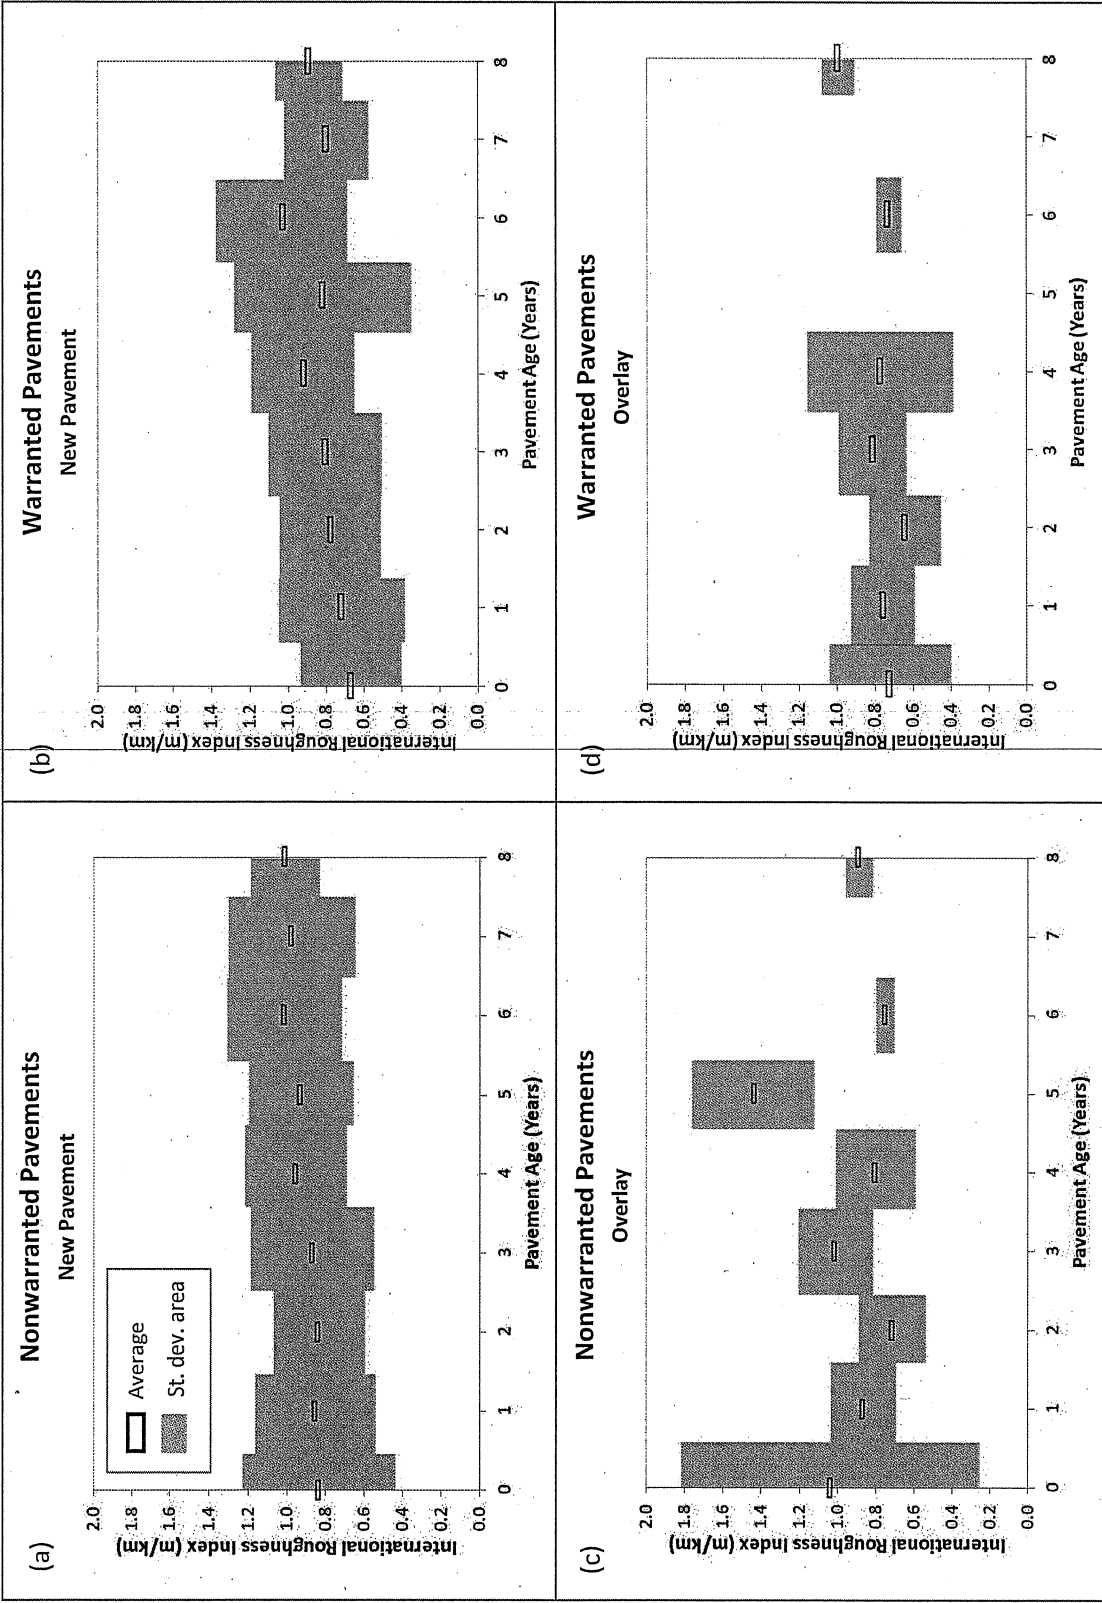 (a)
Nonwarranted Pavements
New Pavement
Average
St. dev. area
International Roughness Index (m/km)
2.0
1.8
1.6
1.4
1.2
1.0
0.8
0.6
0.4
0.2
0.0
0 1 2 3 4 5 6 7 8
Pavement Age (Years)
(b)
Warranted Pavements
New Pavement
International Roughness Index (m/km)
2.0
1.8
1.6
1.4
1.2
1.0
0.8
0.6
0.4
0.2
0.0
0 1 2 3 4 5 6 7 8
Pavement Age (Years)
(c)
Nonwarranted Pavements
Overlay
International Roughness Index (m/km)
2.0
1.8
1.6
1.4
1.2
1.0
0.8
0.6
0.4
0.2
0.0
0 1 2 3 4 5 6 7 8
Pavement Age (Years)
(d)
Warranted Pavements
Overlay
International Roughness Index (m/km)
2.0
1.8
1.6
1.4
1.2
1.0
0.8
0.6
0.4
0.2
0.0
0 1 2 3 4 5 6 7 8
Pavement Age (Years)